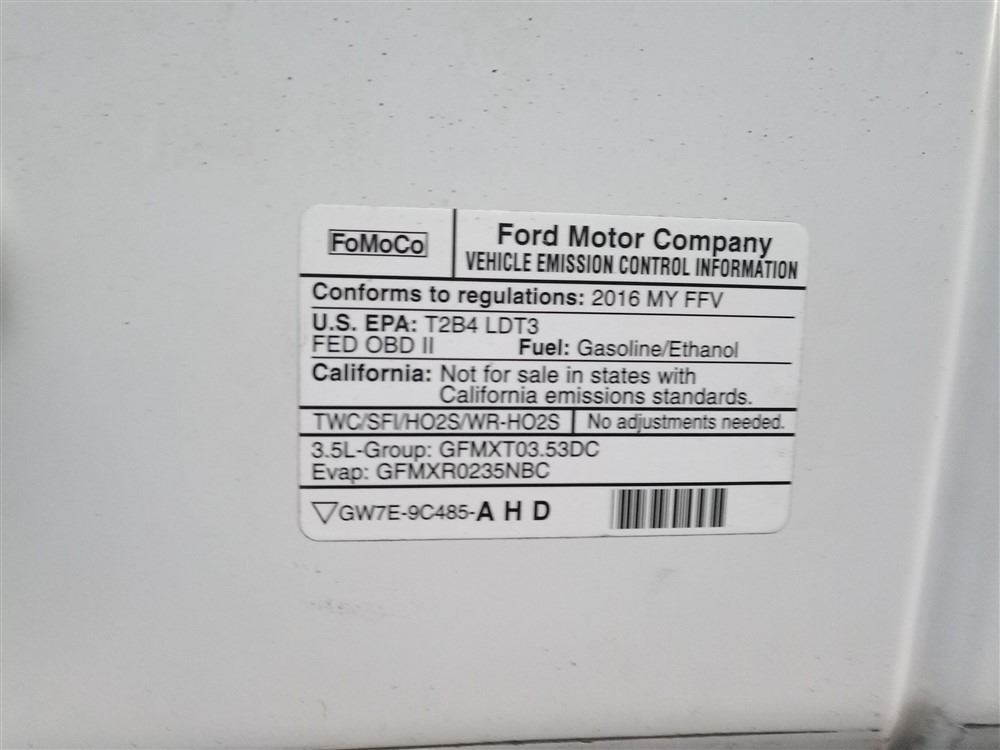 FoMoCo
Ford Motor Company
VEHICLE EMISSION CONTROL INFORMATION
Conforms to regulations: 2016 MY FFV
U.S. EPA: T2B4 LDT3
FED OBD II Fuel: Gasoline/Ethanol
California: Not for sale in states with
California emissions standards.
TWC/SFI/HO2S/WR-HO2S No adjustments needed.
3.5L-Group: GFMXT03.53DC
Evap: GFMXR0235NBC
▽GW7E-9C485-A H D